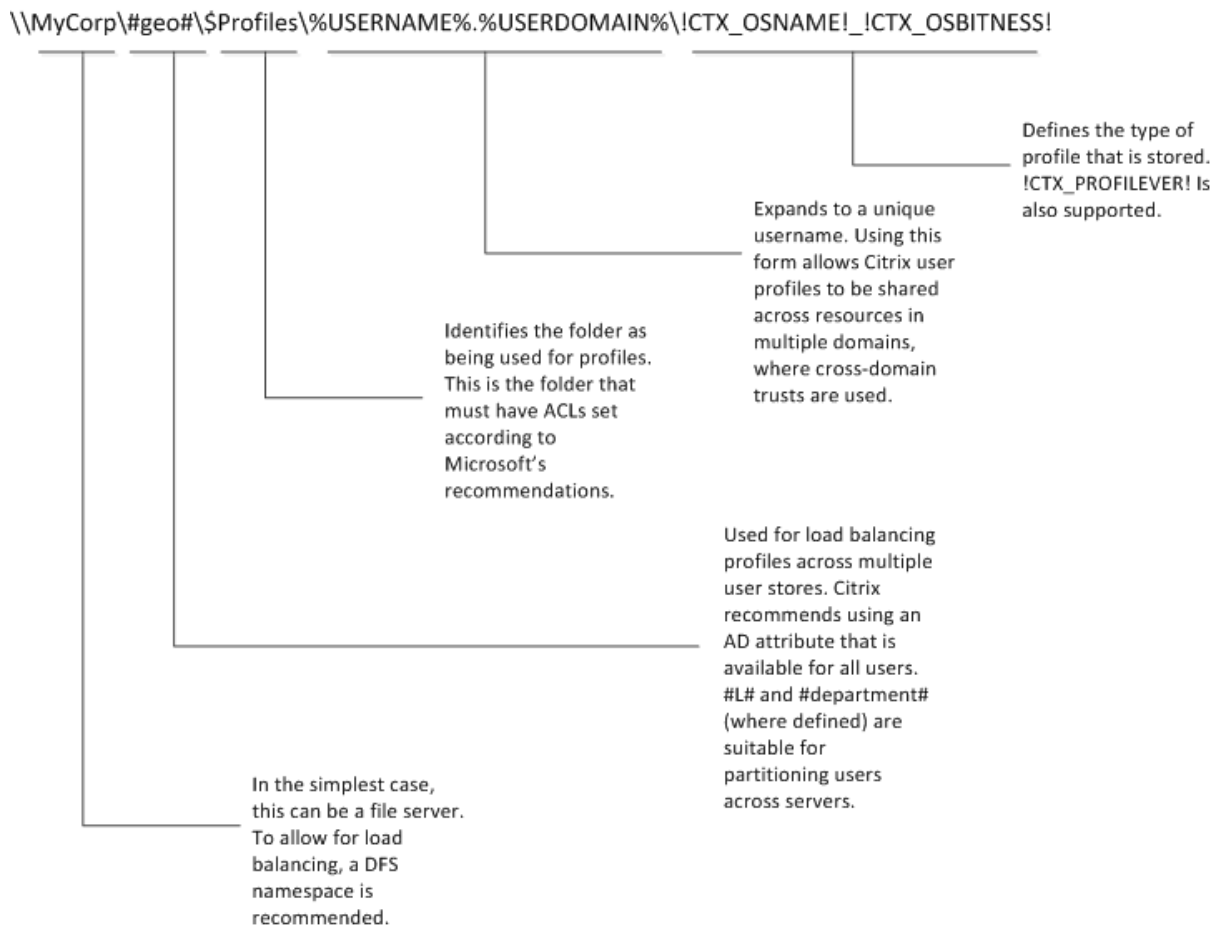 \\MyCorp\#geo#\$Profiles\%USERNAME%.%USERDOMAIN%\!CTX_OSNAME!_!CTX_OSBITNESS!
Defines the type of
profile that is stored.
!CTX_PROFILEVER! Is
also supported.
Expands to a unique
username. Using this
form allows Citrix user
profiles to be shared
across resources in
multiple domains,
where cross-domain
trusts are used.
Identifies the folder as
being used for profiles.
This is the folder that
must have ACLs set
according to
Microsoft’s
recommendations.
Used for load balancing
profiles across multiple
user stores. Citrix
recommends using an
AD attribute that is
available for all users.
#L# and #department#
(where defined) are
suitable for
partitioning users
across servers.
In the simplest case,
this can be a file server.
To allow for load
balancing, a DFS
namespace is
recommended.